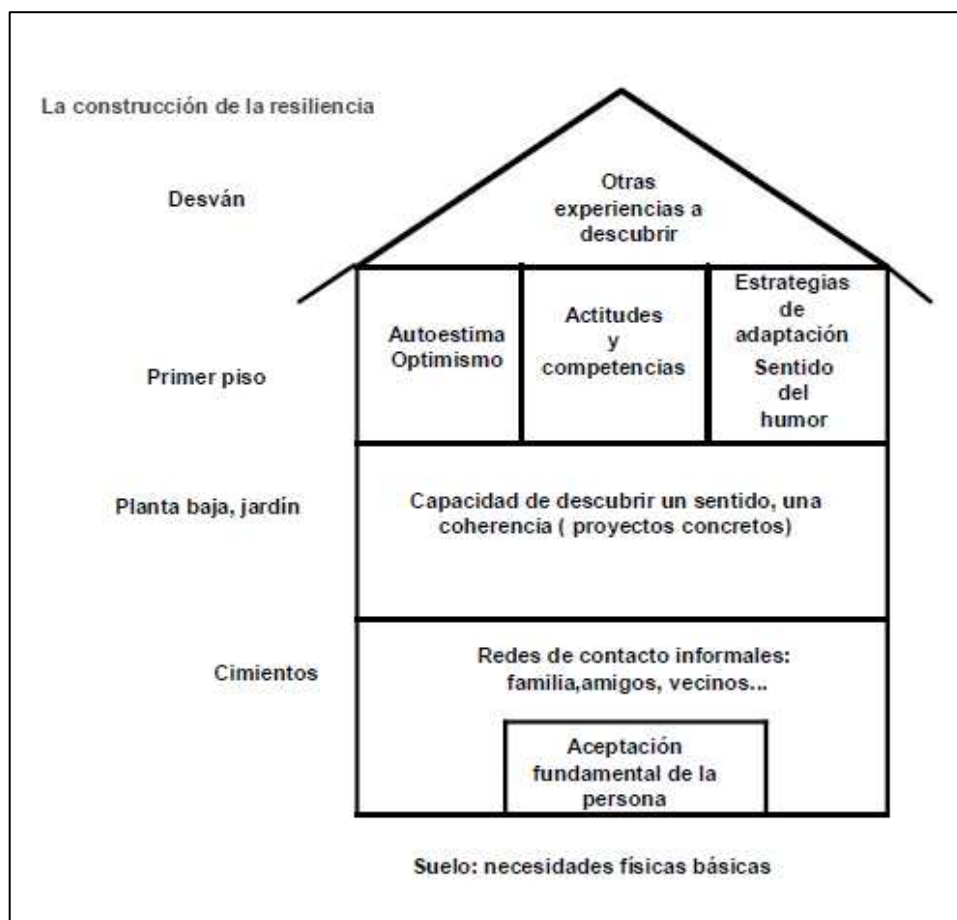 La construcción de la resiliencia
Desván
Otras
experiencias a
descubrir
Primer piso
Autoestima
Optimismo
Actitudes
y
competencias
Estrategias
de
adaptación
Sentido
del
humor
Planta baja, jardín
Capacidad de descubrir un sentido, una
coherencia ( proyectos concretos)
Cimientos
Redes de contacto informales:
familia,amigos, vecinos...
Aceptación
fundamental de la
persona
Suelo: necesidades físicas básicas